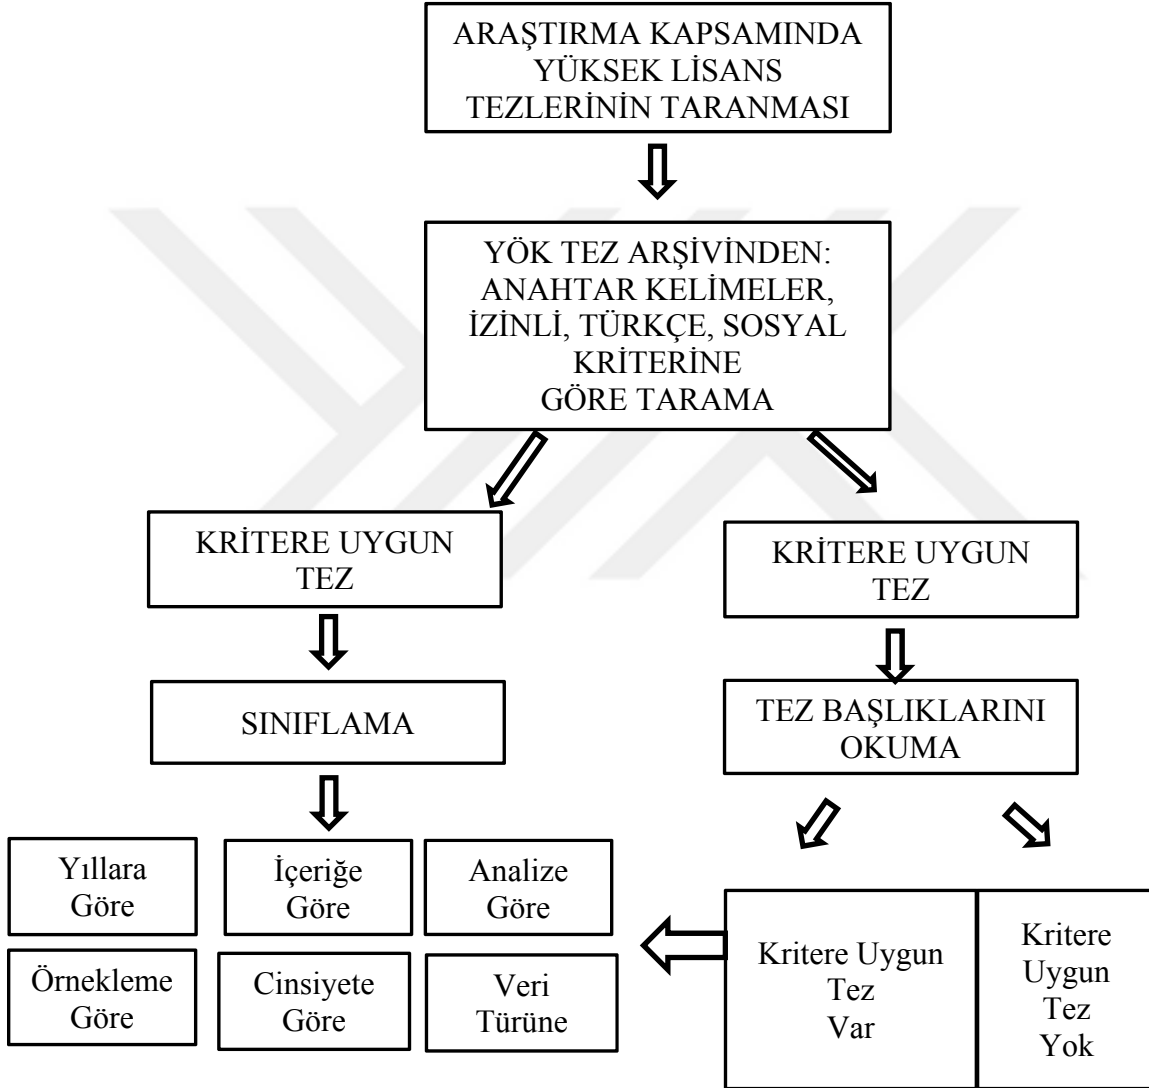 ARAŞTIRMA KAPSAMINDA
YÜKSEK LİSANS
TEZLERİNİN TARANMASI
YÖK TEZ ARŞİVİNDEN:
ANAHTAR KELİMELER,
İZİNLİ, TÜRKÇE, SOSYAL
KRİTERİNE
GÖRE TARAMA
KRİTERE UYGUN
TEZ
KRİTERE UYGUN
TEZ
SINIFLAMA
TEZ BAŞLIKLARINI
OKUMA
Yıllara
Göre
İçeriğe
Göre
Analize
Göre
Örnekleme
Göre
Cinsiyete
Göre
Veri
Türüne
Kritere Uygun
Tez
Var
Kritere
Uygun
Tez
Yok